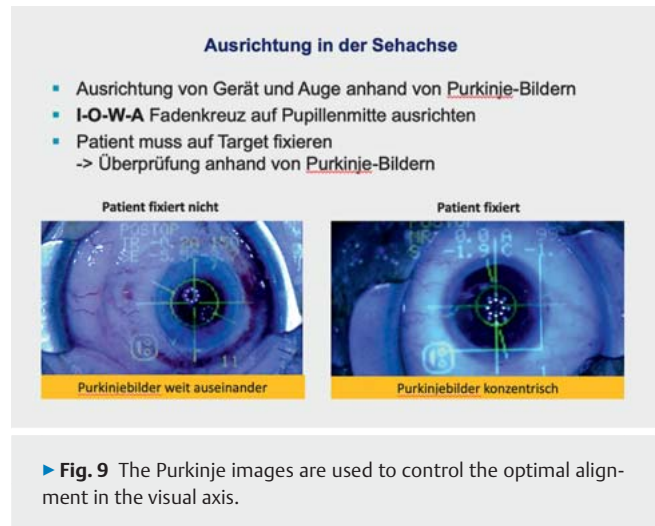 Ausrichtung in der Sehachse
▪ Ausrichtung von Gerät und Auge anhand von Purkinje-Bildern
▪ I-O-W-A Fadenkreuz auf Pupillenmitte ausrichten
▪ Patient muss auf Target fixieren
-> Überprüfung anhand von Purkinje-Bildern
Patient fixiert nicht
Patient fixiert
POSTOP
POSTOP
11
Purkinjebilder weit auseinander
Purkinjebilder konzentrisch
▶ Fig. 9 The Purkinje images are used to control the optimal align-
ment in the visual axis.